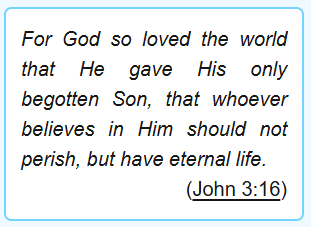 For God so loved the world
that He gave His only
begotten Son, that whoever
believes in Him should not
perish, but have eternal life.
(John 3:16)